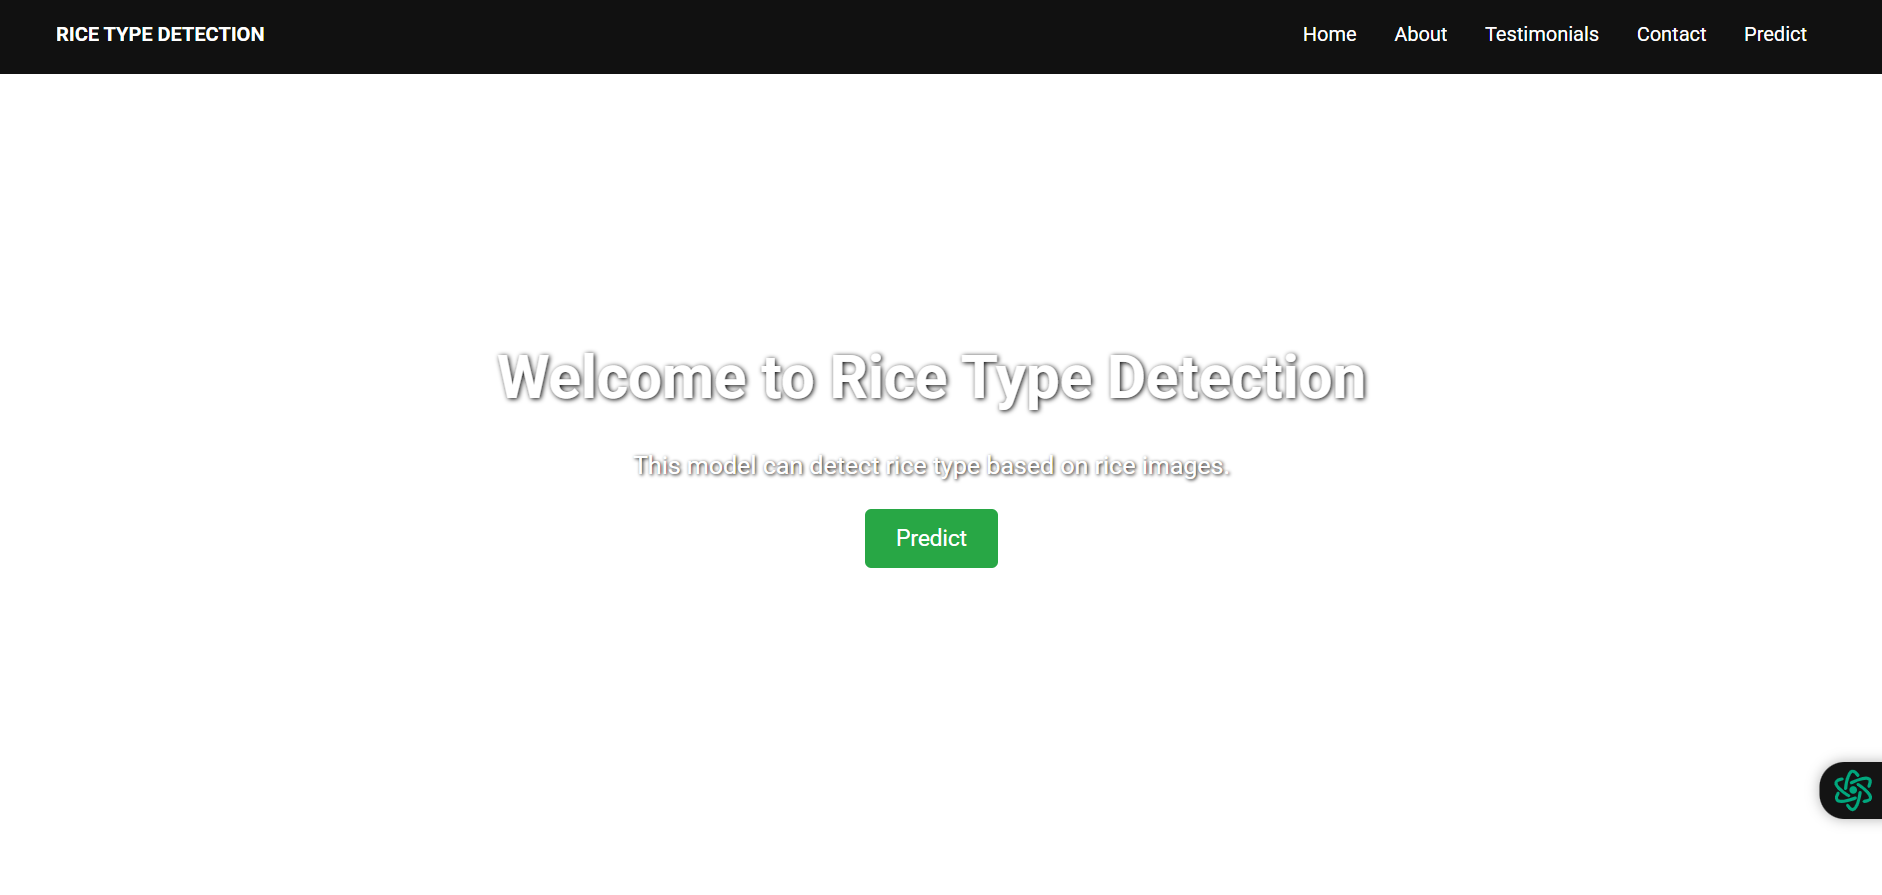 RICE TYPE DETECTION
Home About Testimonials Contact Predict
Welcome to Rice Type Detection
This model can detect rice type based on rice images.
Predict